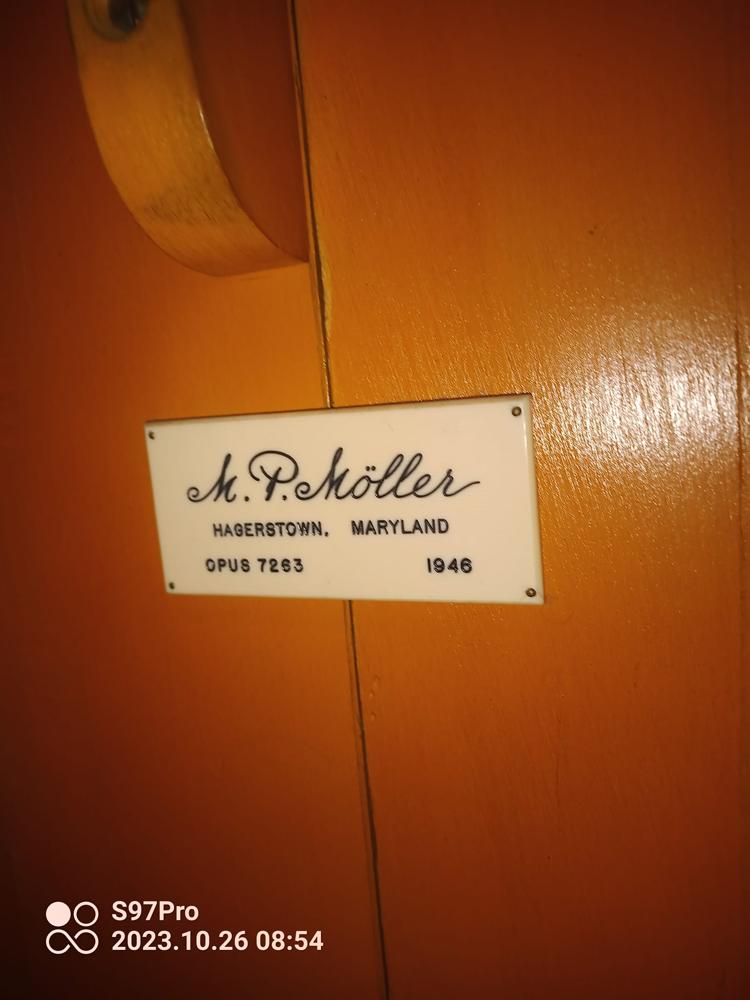 M. P. Möller
HAGERSTOWN, MARYLAND
OPUS 7263 1946
S97Pro
2023.10.26 08:54